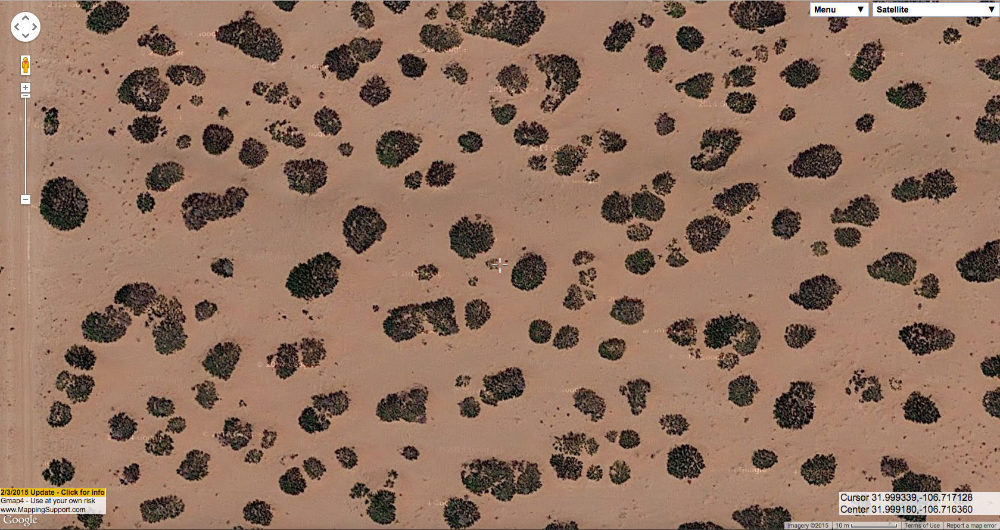 Menu ▼
Satellite ▼
2/3/2015 Update - Click for info
Gmap4 - Use at your own risk
www.MappingSupport.com
Google
Cursor 31.999339,-106.717128
Center 31.999180,-106.716360
Imagery ©2015
10 m
Terms of Use
Report a map error
© 2014 Google